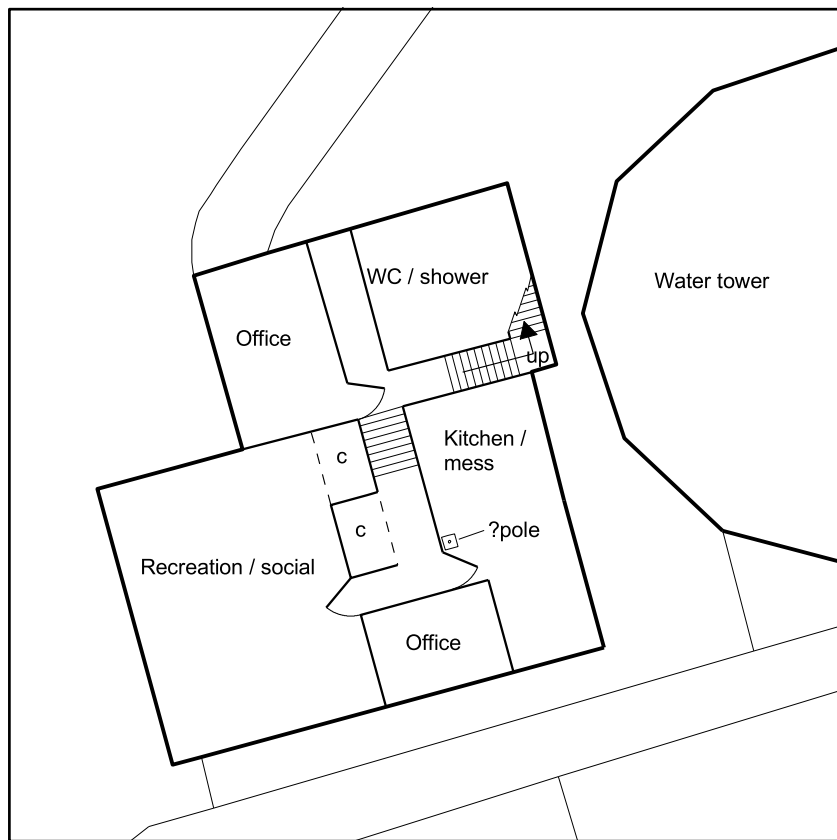 WC / shower
Water tower
Office
up
Kitchen /
mess
c
c
?pole
Recreation / social
Office